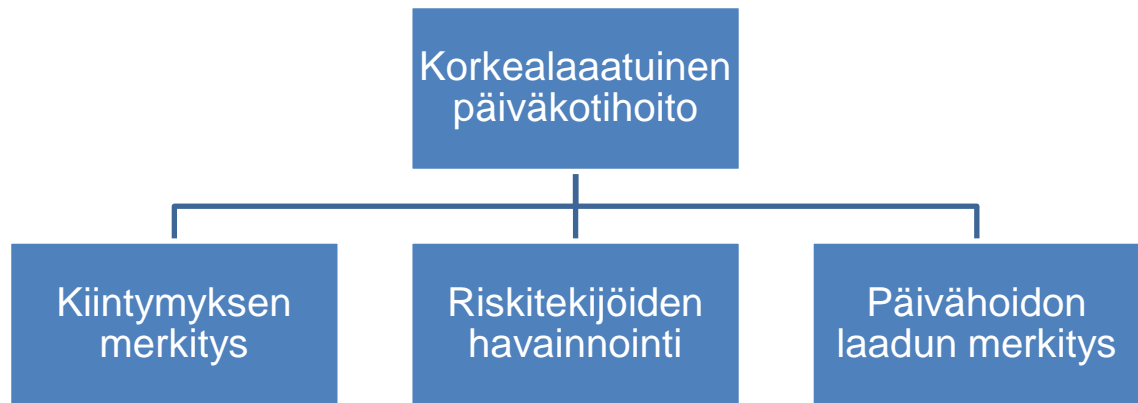 Korkealaaatuinen
päiväkotihoito
Kiintymyksen
merkitys
Riskitekijöiden
havainnointi
Päivähoidon
laadun merkitys